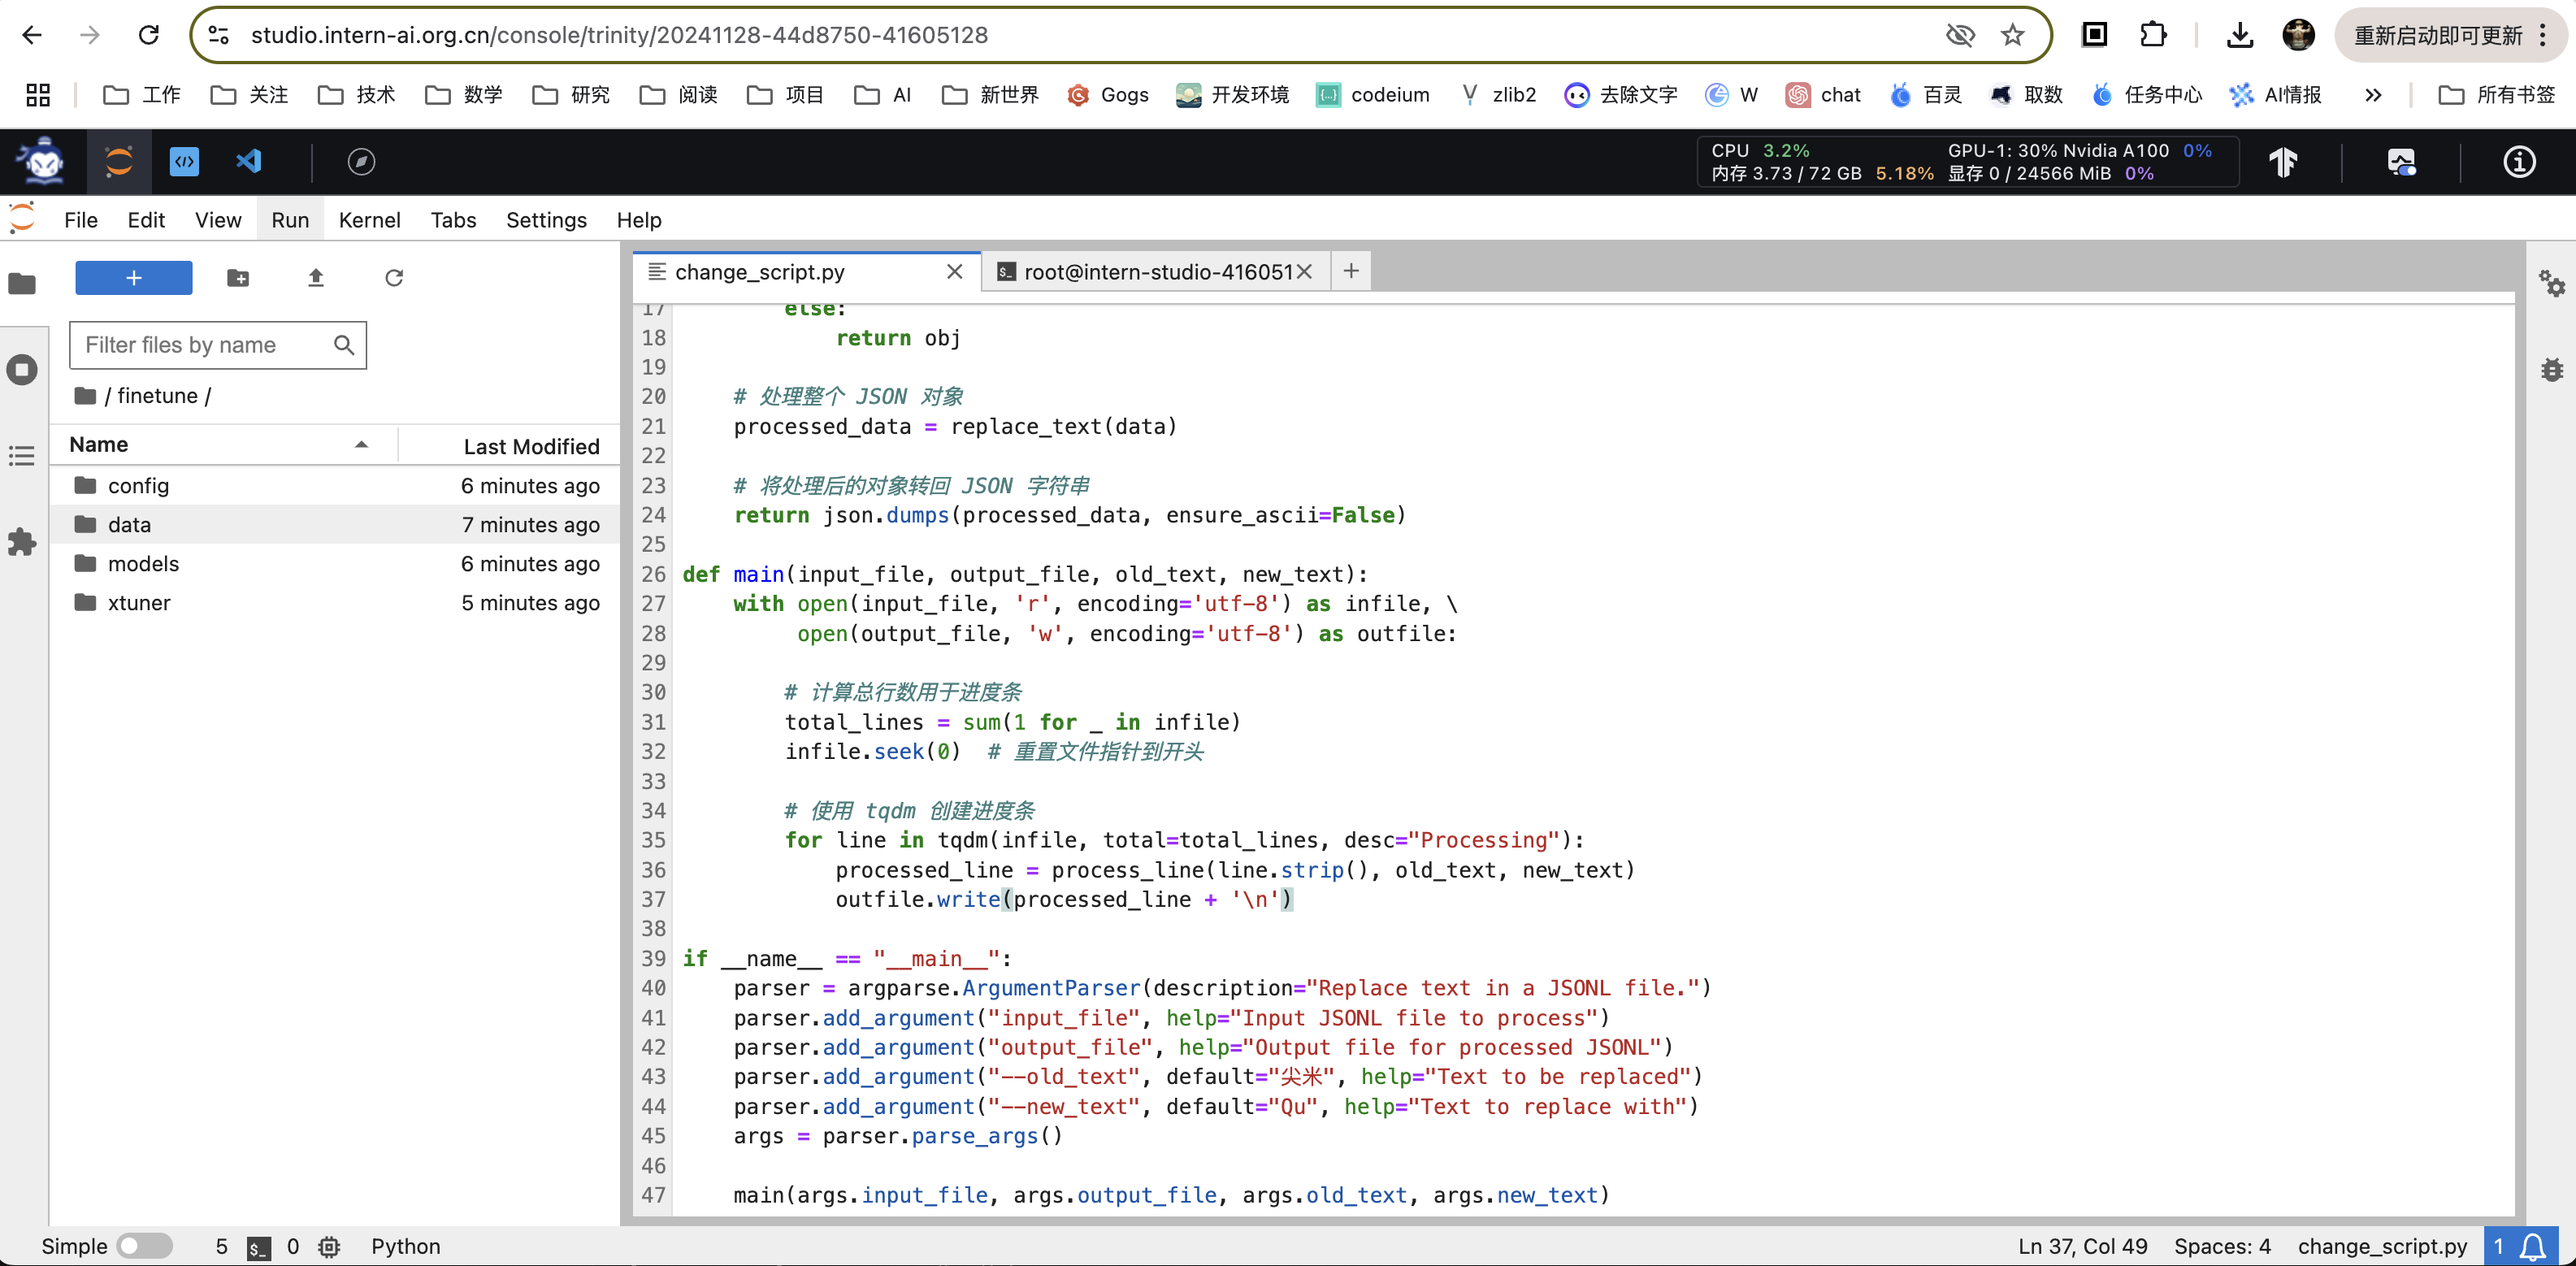 studio.intern-ai.org.cn/console/trinity/20241128-44d8750-41605128
重新启动即可更新
工作 关注 技术 数学 研究 阅读 项目 AI 新世界 Gogs 开发环境 codeium zlib2 去除文字 W chat 百灵 取数 任务中心 AI情报 » 所有书签
CPU 3.2% GPU-1: 30% Nvidia A100 0%
内存 3.73 / 72 GB 5.18% 显存 0 / 24566 MiB 0%
File Edit View Run Kernel Tabs Settings Help
+
Filter files by name
/ finetune /
Name Last Modified
config 6 minutes ago
data 7 minutes ago
models 6 minutes ago
xtuner 5 minutes ago
change_script.py root@intern-studio-416051 +
17 else:
18 return obj
19
20 # 处理整个 JSON 对象
21 processed_data = replace_text(data)
22
23 # 将处理后的对象转回 JSON 字符串
24 return json.dumps(processed_data, ensure_ascii=False)
25
26 def main(input_file, output_file, old_text, new_text):
27 with open(input_file, 'r', encoding='utf-8') as infile, \
28 open(output_file, 'w', encoding='utf-8') as outfile:
29
30 # 计算总行数用于进度条
31 total_lines = sum(1 for _ in infile)
32 infile.seek(0) # 重置文件指针到开头
33
34 # 使用 tqdm 创建进度条
35 for line in tqdm(infile, total=total_lines, desc="Processing"):
36 processed_line = process_line(line.strip(), old_text, new_text)
37 outfile.write(processed_line + '\n')
38
39 if __name__ == "__main__":
40 parser = argparse.ArgumentParser(description="Replace text in a JSONL file.")
41 parser.add_argument("input_file", help="Input JSONL file to process")
42 parser.add_argument("output_file", help="Output file for processed JSONL")
43 parser.add_argument("--old_text", default="尖米", help="Text to be replaced")
44 parser.add_argument("--new_text", default="Qu", help="Text to replace with")
45 args = parser.parse_args()
46
47 main(args.input_file, args.output_file, args.old_text, args.new_text)
Simple 5 $_ 0 Python Ln 37, Col 49 Spaces: 4 change_script.py 1